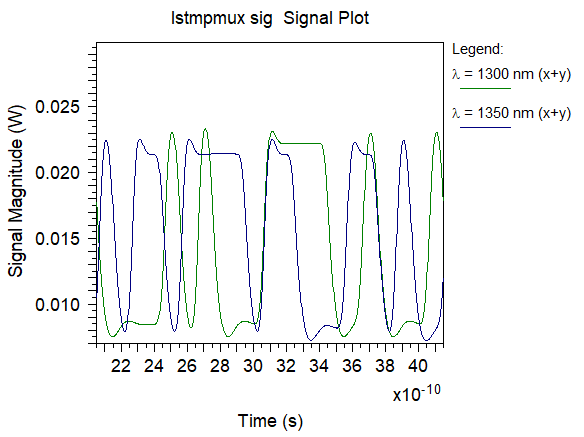 lstmpmux sig  Signal Plot
Legend:
λ = 1300 nm (x+y)
λ = 1350 nm (x+y)
Signal Magnitude (W)
0.025
0.020
0.015
0.010
22 24 26 28 30 32 34 36 38 40
x10⁻¹⁰
Time (s)